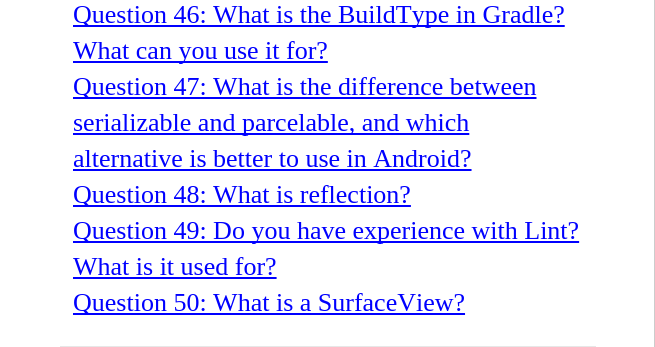 Question 46: What is the BuildType in Gradle?
What can you use it for?
Question 47: What is the difference between
serializable and parcelable, and which
alternative is better to use in Android?
Question 48: What is reflection?
Question 49: Do you have experience with Lint?
What is it used for?
Question 50: What is a SurfaceView?